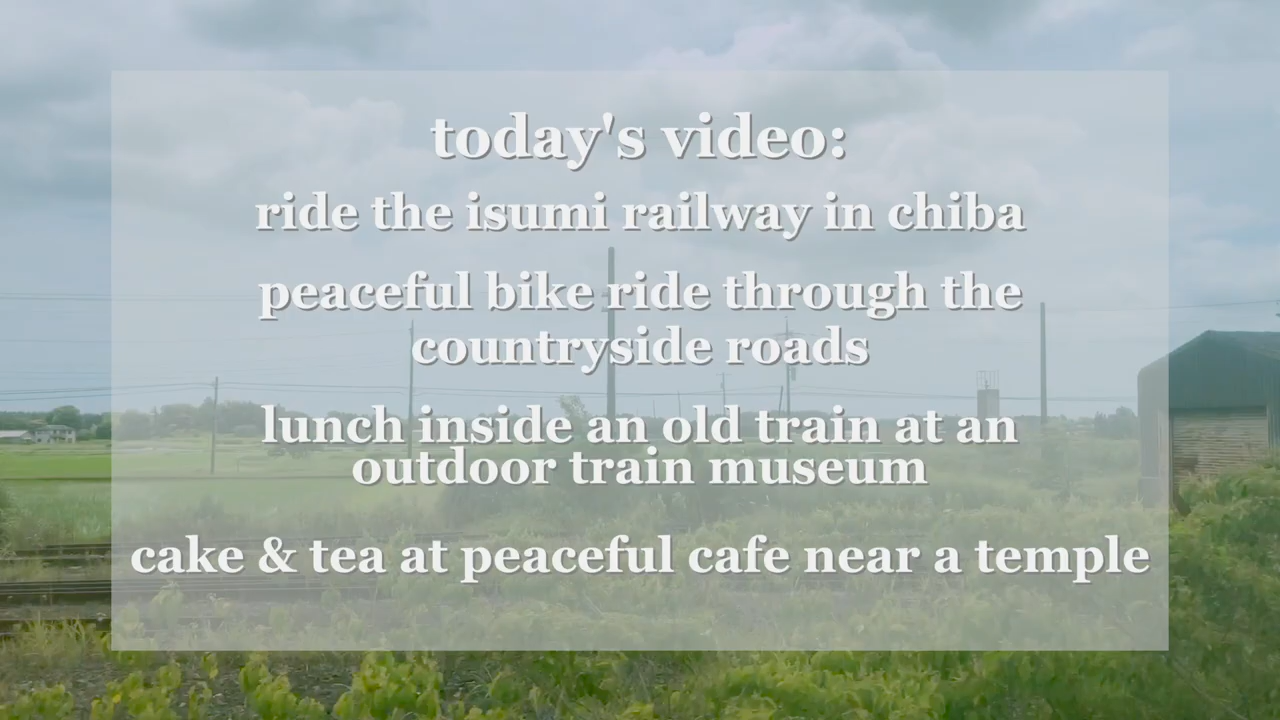 today's video:
ride the isumi railway in chiba
peaceful bike ride through the
countryside roads
lunch inside an old train at an
outdoor train museum
cake & tea at peaceful cafe near a temple